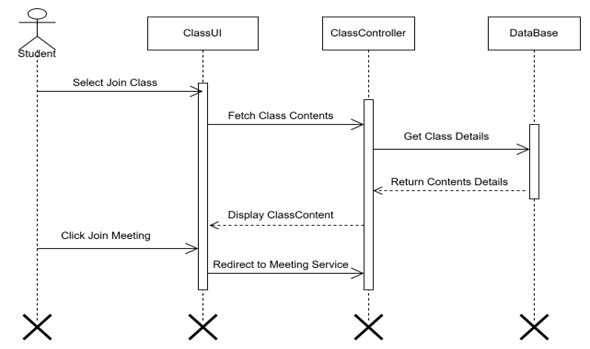 Student
ClassUI
ClassController
DataBase
Select Join Class
Fetch Class Contents
Get Class Details
Return Contents Details
Display ClassContent
Click Join Meeting
Redirect to Meeting Service